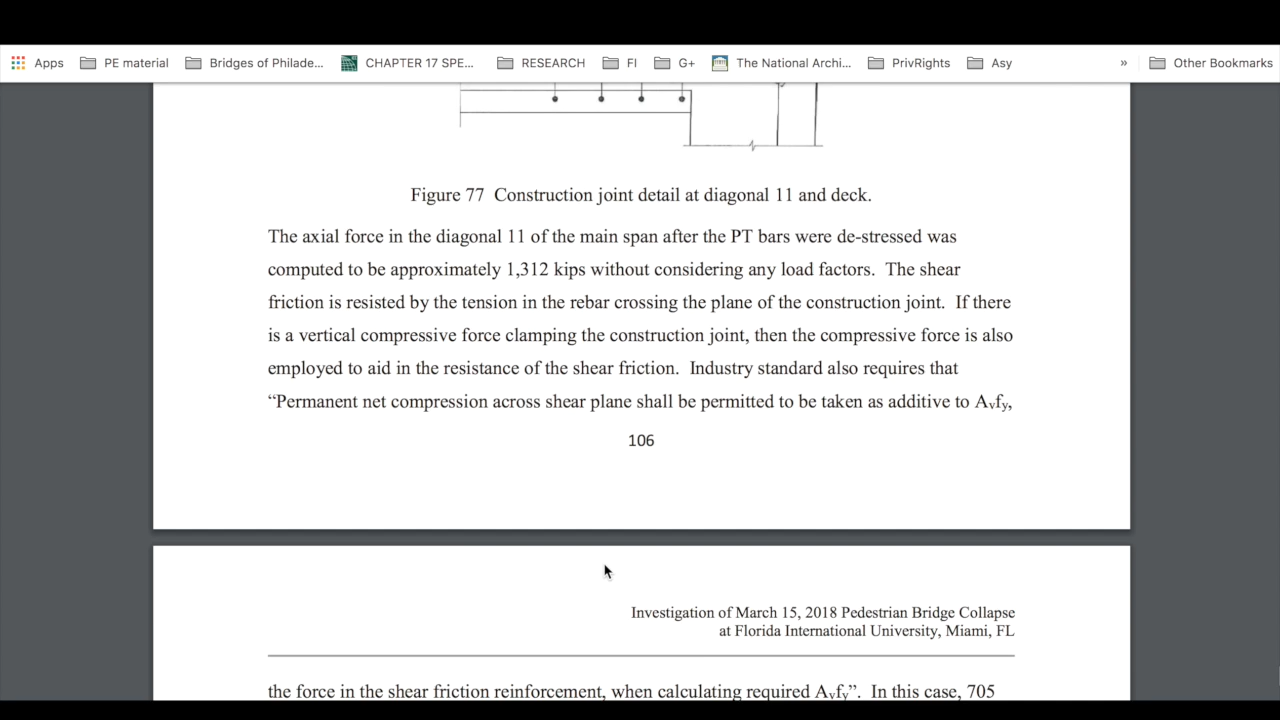 Apps PE material Bridges of Philade... CHAPTER 17 SPE... RESEARCH FI G+ The National Archi... PrivRights Asy » Other Bookmarks
Figure 77 Construction joint detail at diagonal 11 and deck.
The axial force in the diagonal 11 of the main span after the PT bars were de-stressed was
computed to be approximately 1,312 kips without considering any load factors. The shear
friction is resisted by the tension in the rebar crossing the plane of the construction joint. If there
is a vertical compressive force clamping the construction joint, then the compressive force is also
employed to aid in the resistance of the shear friction. Industry standard also requires that
“Permanent net compression across shear plane shall be permitted to be taken as additive to Avfy,
106
Investigation of March 15, 2018 Pedestrian Bridge Collapse
at Florida International University, Miami, FL
the force in the shear friction reinforcement, when calculating required Avfy”. In this case, 705